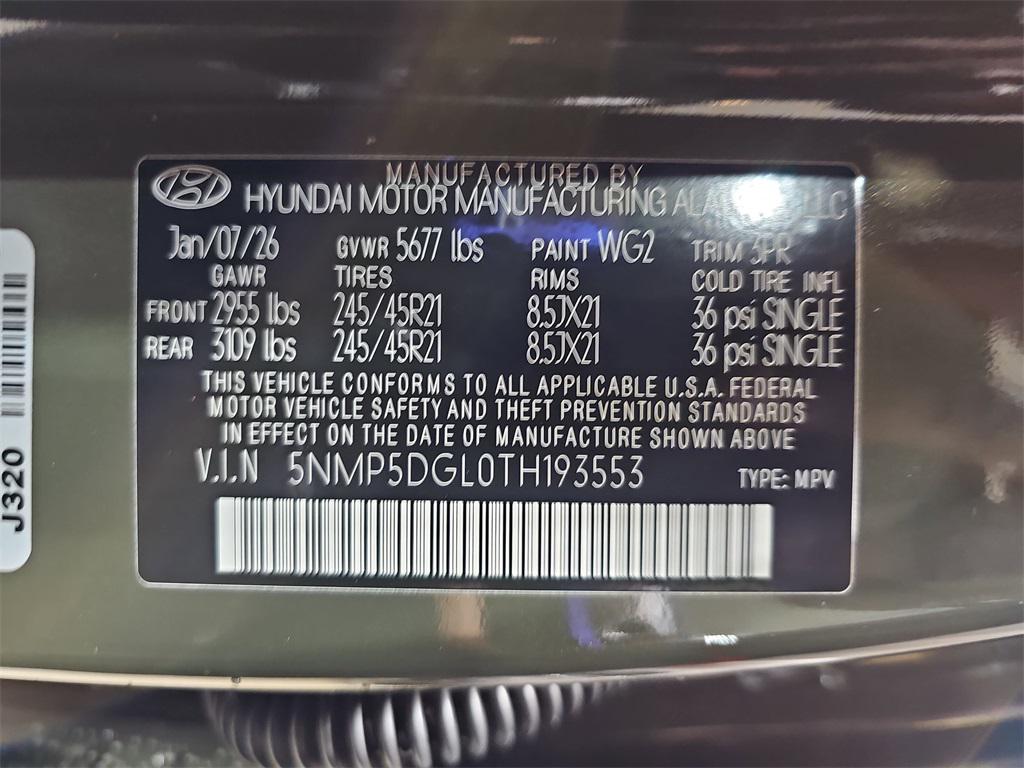 MANUFACTURED BY
HYUNDAI MOTOR MANUFACTURING LLC
Jan/07/26 GVWR 5677 lbs PAINT WG2 TRIM 3PR
GAWR TIRES RIMS COLD TIRE INFL
FRONT 2955 lbs 245/45R21 8.5JX21 36 psi SINGLE
REAR 3109 lbs 245/45R21 8.5JX21 36 psi SINGLE
THIS VEHICLE CONFORMS TO ALL APPLICABLE U.S.A. FEDERAL
MOTOR VEHICLE SAFETY AND THEFT PREVENTION STANDARDS
IN EFFECT ON THE DATE OF MANUFACTURE SHOWN ABOVE
V.I.N 5NMP5DGL0TH193553 TYPE: MPV
J320